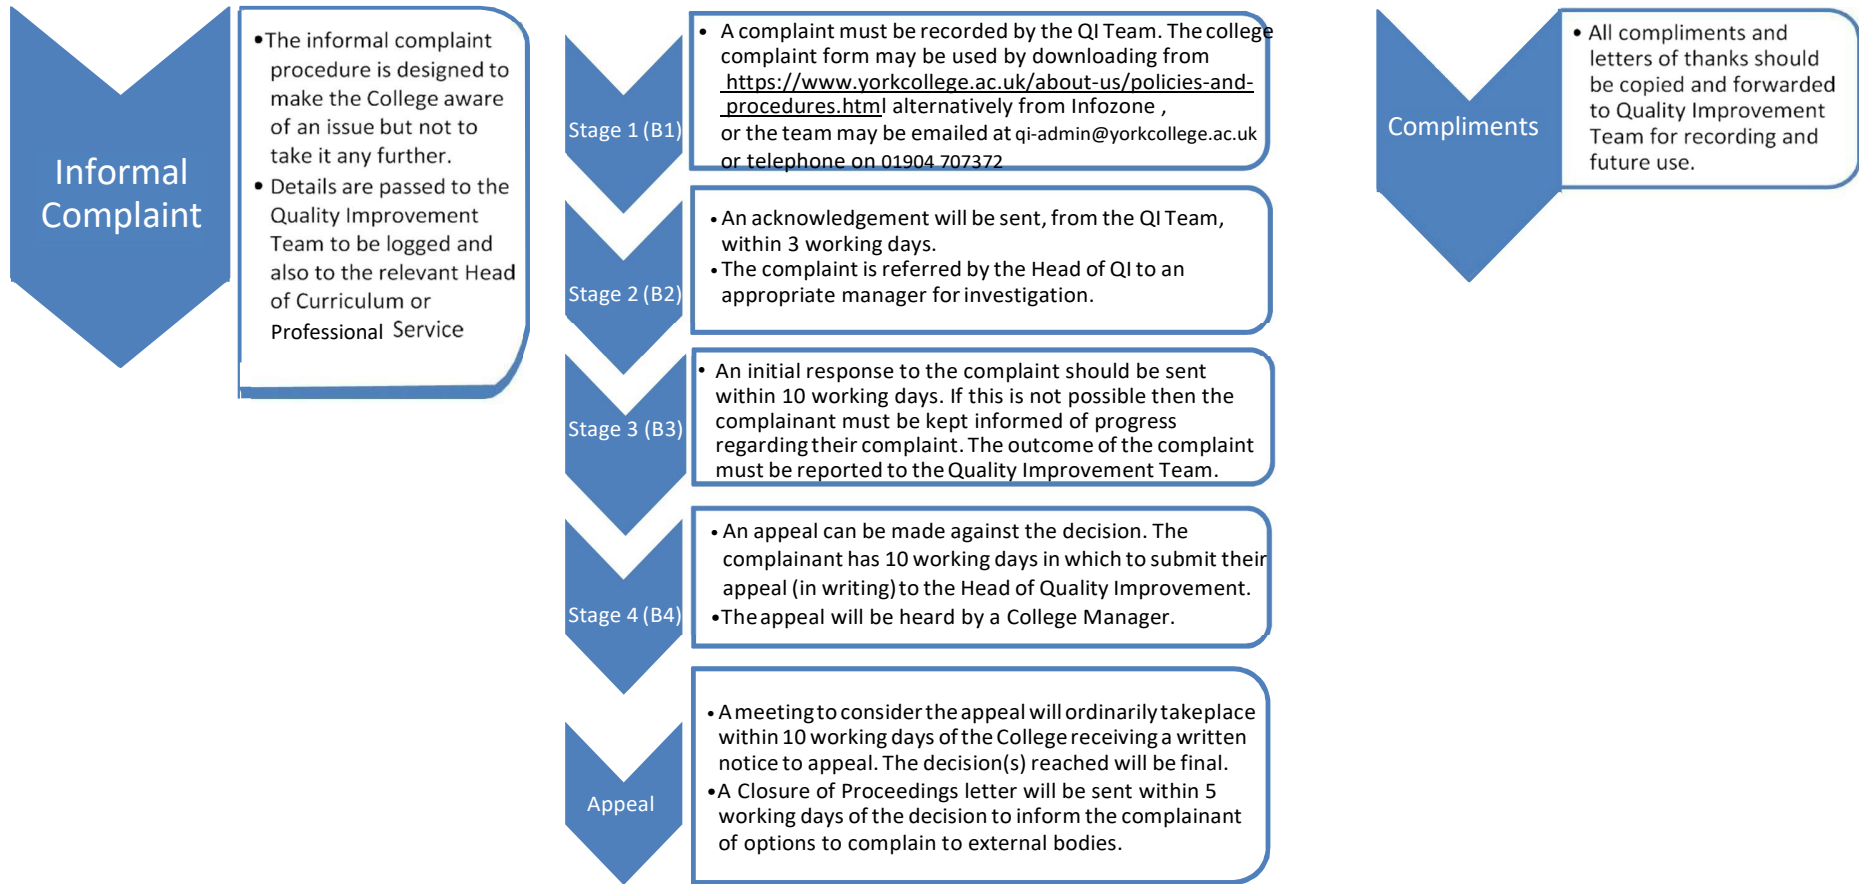 Informal
Complaint
•The informal complaint
procedure is designed to
make the College aware
of an issue but not to
take it any further.
• Details are passed to the
Quality Improvement
Team to be logged and
also to the relevant Head
of Curriculum or
Professional Service
Stage 1 (B1)
• A complaint must be recorded by the QI Team. The college
complaint form may be used by downloading from
https://www.yorkcollege.ac.uk/about-us/policies-and-
procedures.html alternatively from Infozone ,
or the team may be emailed at qi-admin@yorkcollege.ac.uk
or telephone on 01904 707372
Stage 2 (B2)
• An acknowledgement will be sent, from the QI Team,
within 3 working days.
• The complaint is referred by the Head of QI to an
appropriate manager for investigation.
Stage 3 (B3)
• An initial response to the complaint should be sent
within 10 working days. If this is not possible then the
complainant must be kept informed of progress
regarding their complaint. The outcome of the complaint
must be reported to the Quality Improvement Team.
Stage 4 (B4)
• An appeal can be made against the decision. The
complainant has 10 working days in which to submit their
appeal (in writing) to the Head of Quality Improvement.
•The appeal will be heard by a College Manager.
Appeal
• A meeting to consider the appeal will ordinarily take place
within 10 working days of the College receiving a written
notice to appeal. The decision(s) reached will be final.
•A Closure of Proceedings letter will be sent within 5
working days of the decision to inform the complainant
of options to complain to external bodies.
Compliments
• All compliments and
letters of thanks should
be copied and forwarded
to Quality Improvement
Team for recording and
future use.